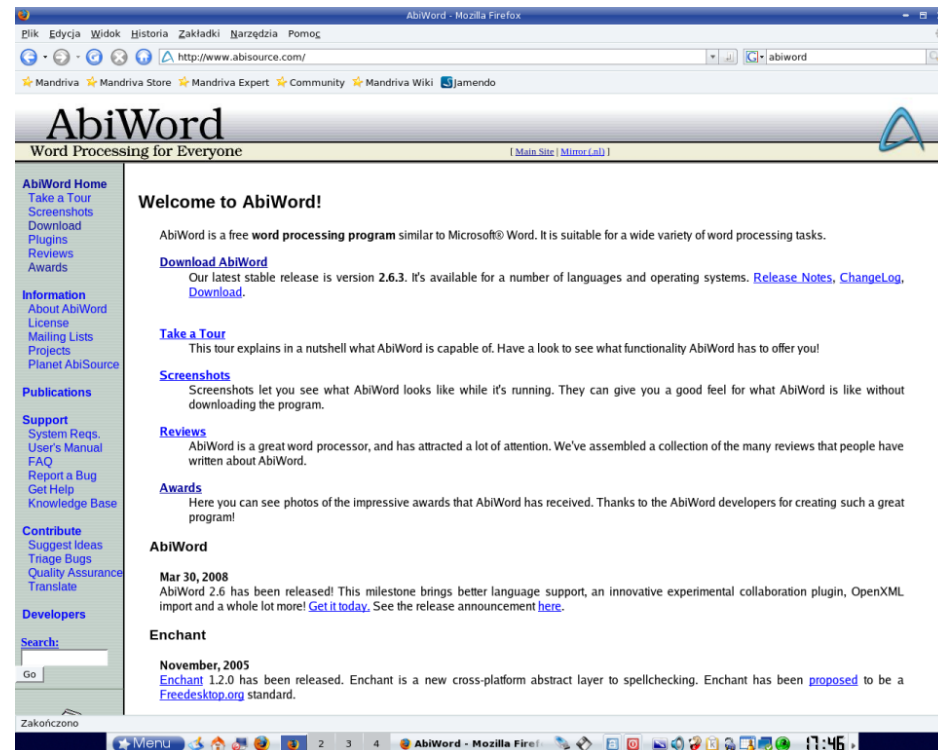 AbiWord - Mozilla Firefox
Plik Edycja Widok Historia Zakładki Narzędzia Pomoc
http://www.abisource.com/ G abiword
Mandriva Mandriva Store Mandriva Expert Community Mandriva Wiki Jamendo
AbiWord
Word Processing for Everyone
[ Main Site | Mirror (.nl) ]
AbiWord Home
Take a Tour
Screenshots
Download
Plugins
Reviews
Awards
Information
About AbiWord
License
Mailing Lists
Projects
Planet AbiSource
Publications
Support
System Reqs.
User's Manual
FAQ
Report a Bug
Get Help
Knowledge Base
Contribute
Suggest Ideas
Triage Bugs
Quality Assurance
Translate
Developers
Search:
Go
Welcome to AbiWord!
AbiWord is a free word processing program similar to Microsoft® Word. It is suitable for a wide variety of word processing tasks.
Download AbiWord
Our latest stable release is version 2.6.3. It's available for a number of languages and operating systems. Release Notes, ChangeLog,
Download.
Take a Tour
This tour explains in a nutshell what AbiWord is capable of. Have a look to see what functionality AbiWord has to offer you!
Screenshots
Screenshots let you see what AbiWord looks like while it's running. They can give you a good feel for what AbiWord is like without
downloading the program.
Reviews
AbiWord is a great word processor, and has attracted a lot of attention. We've assembled a collection of the many reviews that people have
written about AbiWord.
Awards
Here you can see photos of the impressive awards that AbiWord has received. Thanks to the AbiWord developers for creating such a great
program!
AbiWord
Mar 30, 2008
AbiWord 2.6 has been released! This milestone brings better language support, an innovative experimental collaboration plugin, OpenXML
import and a whole lot more! Get it today. See the release announcement here.
Enchant
November, 2005
Enchant 1.2.0 has been released. Enchant is a new cross-platform abstract layer to spellchecking. Enchant has been proposed to be a
Freedesktop.org standard.
Zakończono
Menu 2 3 4 AbiWord - Mozilla Firef 17:46